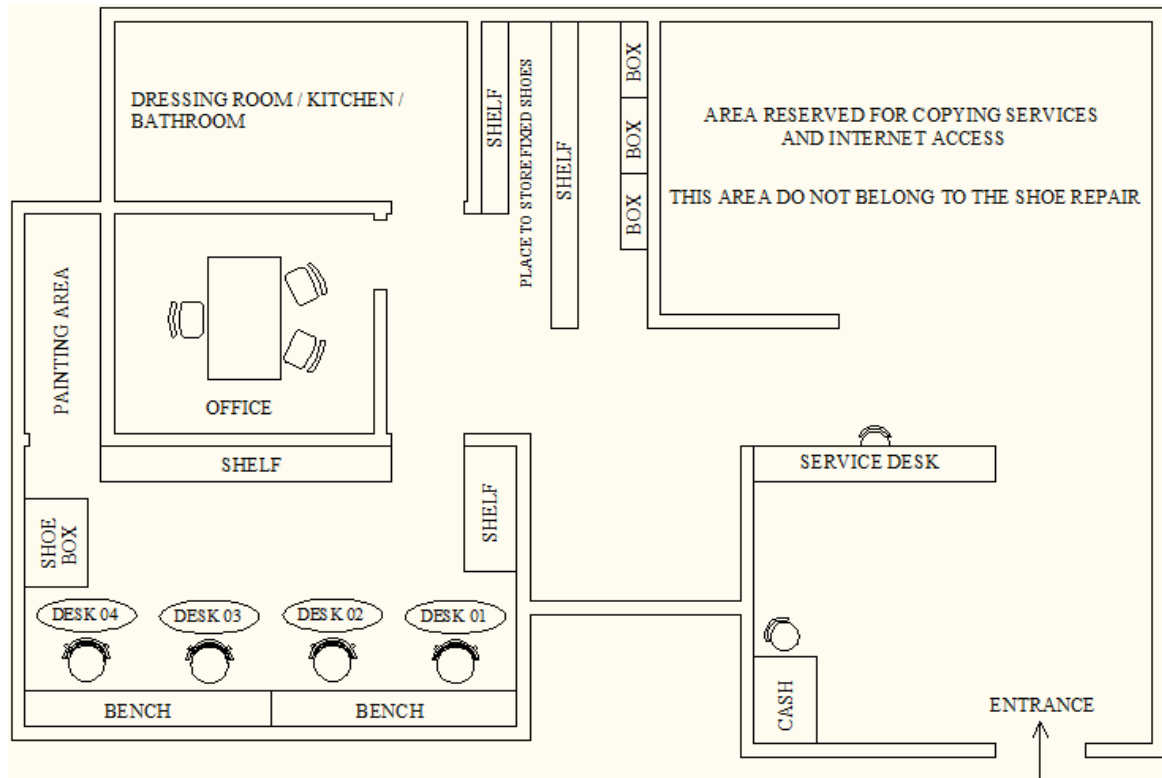 DRESSING ROOM / KITCHEN /
BATHROOM
SHELF
PLACE TO STORE FIXED SHOES
SHELF
BOX
BOX
BOX
AREA RESERVED FOR COPYING SERVICES
AND INTERNET ACCESS
THIS AREA DO NOT BELONG TO THE SHOE REPAIR
PAINTING AREA
OFFICE
SHELF
SHELF
SERVICE DESK
SHOE
BOX
DESK 04
DESK 03
DESK 02
DESK 01
BENCH
BENCH
CASH
ENTRANCE